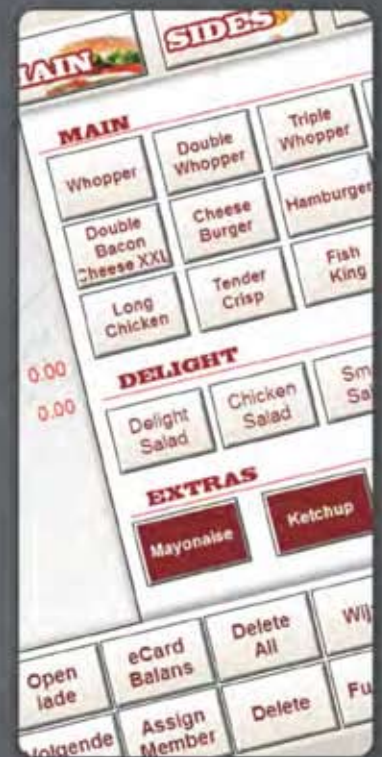 MAIN
SIDES
MAIN
Whopper
Double
Whopper
Triple
Whopper
Double
Bacon
Cheese XXL
Cheese
Burger
Hamburger
Long
Chicken
Tender
Crisp
Fish
King
0.00
0.00
DELIGHT
Delight
Salad
Chicken
Salad
EXTRAS
Mayonaise
Ketchup
Open
lade
eCard
Balans
Delete
All
Volgende
Assign
Member
Delete